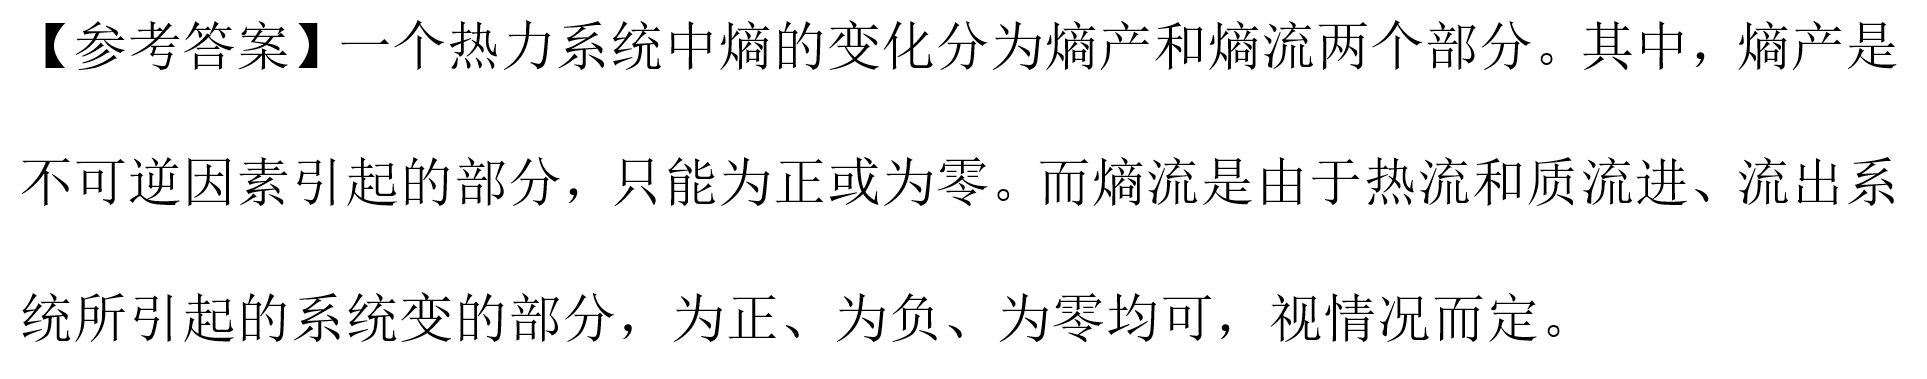 【参考答案】一个热力系统中熵的变化分为熵产和熵流两个部分。其中，熵产是
不可逆因素引起的部分，只能为正或为零。而熵流是由于热流和质流进、流出系
统所引起的系统变的部分，为正、为负、为零均可，视情况而定。